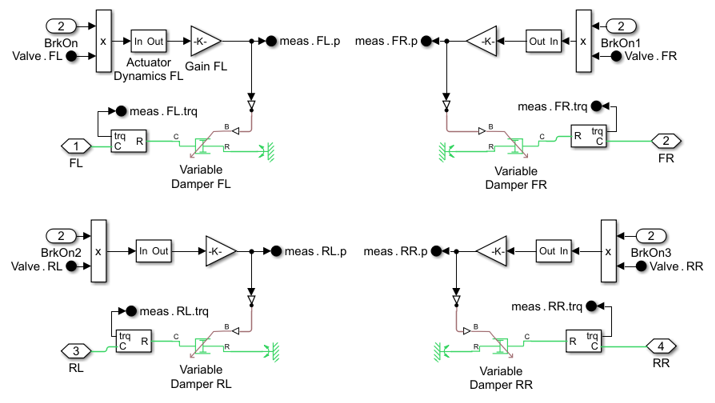 2
BrkOn
Valve.FL
x
In Out
Actuator
Dynamics FL
-K-
Gain FL
meas.FL.p
meas.FL.trq
1
FL
trq
C
R
C
B
R
Variable
Damper FL
meas.FR.p
-K-
Out In
x
2
BrkOn1
Valve.FR
meas.FR.trq
B
R
C
R
trq
C
2
FR
Variable
Damper FR
2
BrkOn2
Valve.RL
x
In Out
-K-
meas.RL.p
meas.RL.trq
3
RL
trq
C
R
C
B
R
Variable
Damper RL
meas.RR.p
-K-
Out In
x
2
BrkOn3
Valve.RR
meas.RR.trq
B
R
C
R
trq
C
4
RR
Variable
Damper RR